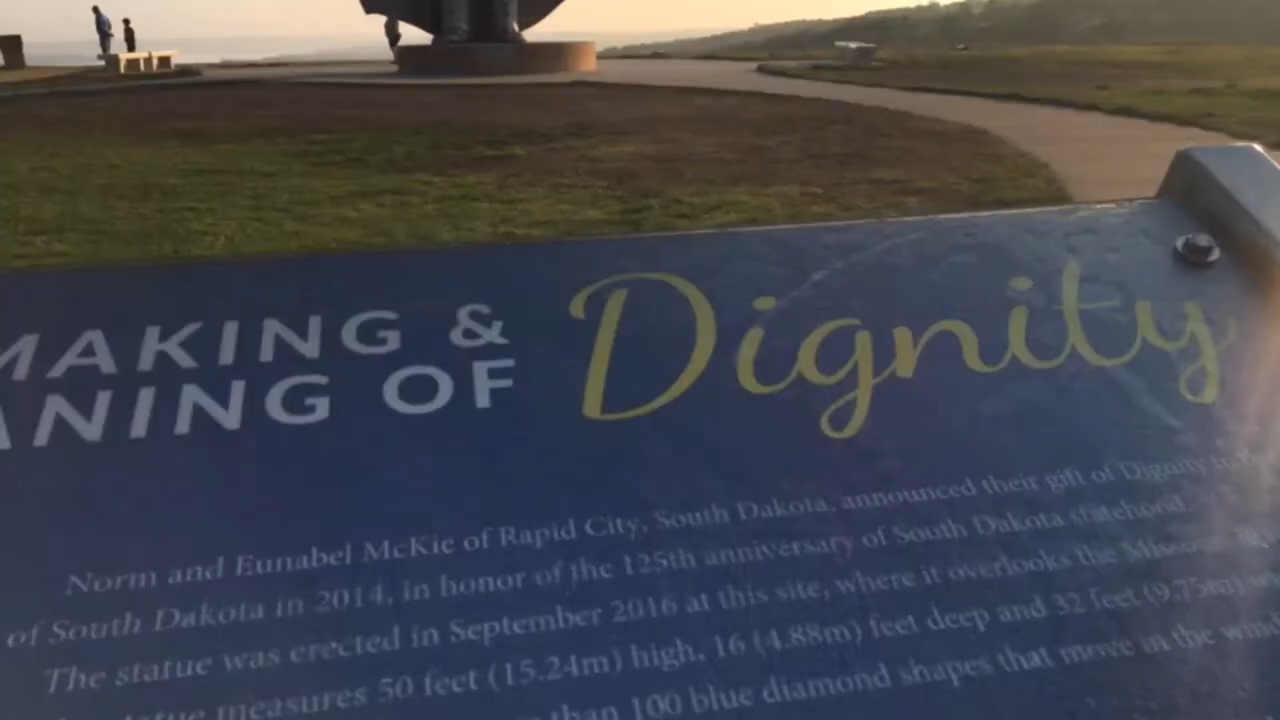 MAKING &
ANING OF Dignity
Norm and Eunabel McKie of Rapid City, South Dakota, announced their gift of Dignity
of South Dakota in 2014, in honor of the 125th anniversary of South Dakota statehood.
The statue was erected in September 2016 at this site, where it overlooks the
statue measures 50 feet (15.24m) high, 16 (4.88m) feet deep and 32 feet (9.75m)
than 100 blue diamond shapes that move in the wind